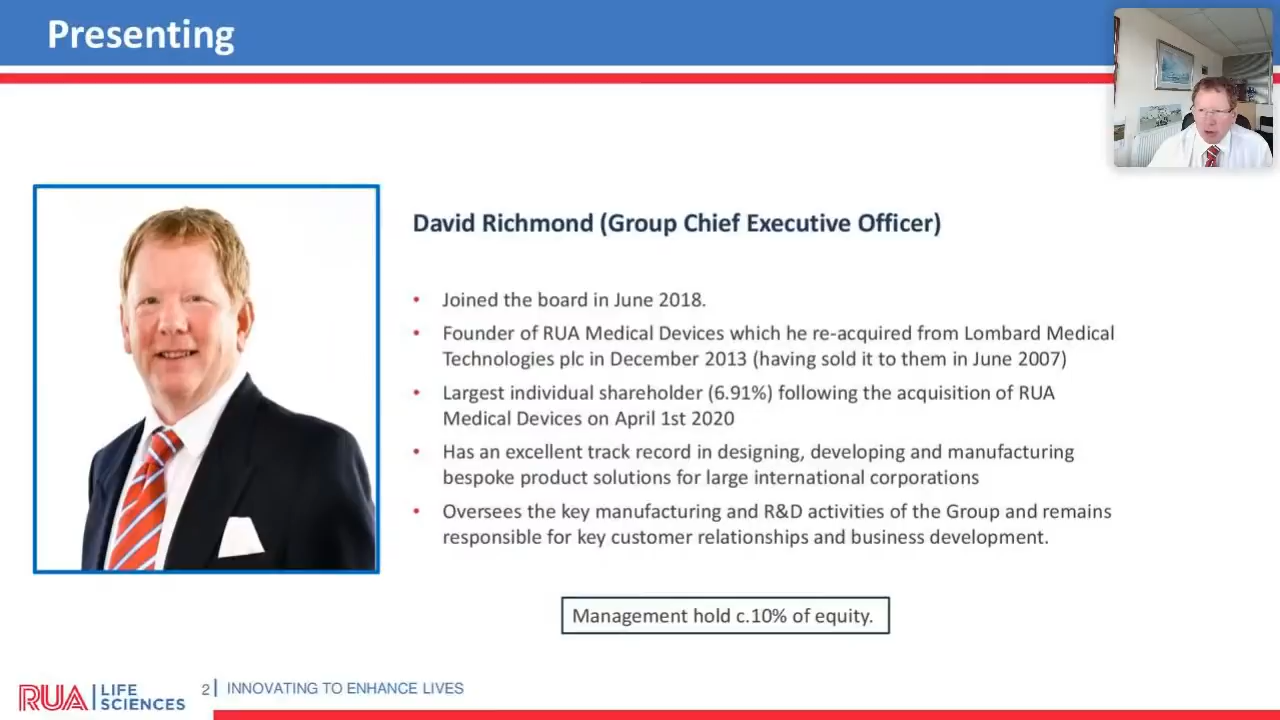 Presenting
David Richmond (Group Chief Executive Officer)
• Joined the board in June 2018.
• Founder of RUA Medical Devices which he re-acquired from Lombard Medical
Technologies plc in December 2013 (having sold it to them in June 2007)
• Largest individual shareholder (6.91%) following the acquisition of RUA
Medical Devices on April 1st 2020
• Has an excellent track record in designing, developing and manufacturing
bespoke product solutions for large international corporations
• Oversees the key manufacturing and R&D activities of the Group and remains
responsible for key customer relationships and business development.
Management hold c.10% of equity.
RUA LIFE
SCIENCES
2 INNOVATING TO ENHANCE LIVES